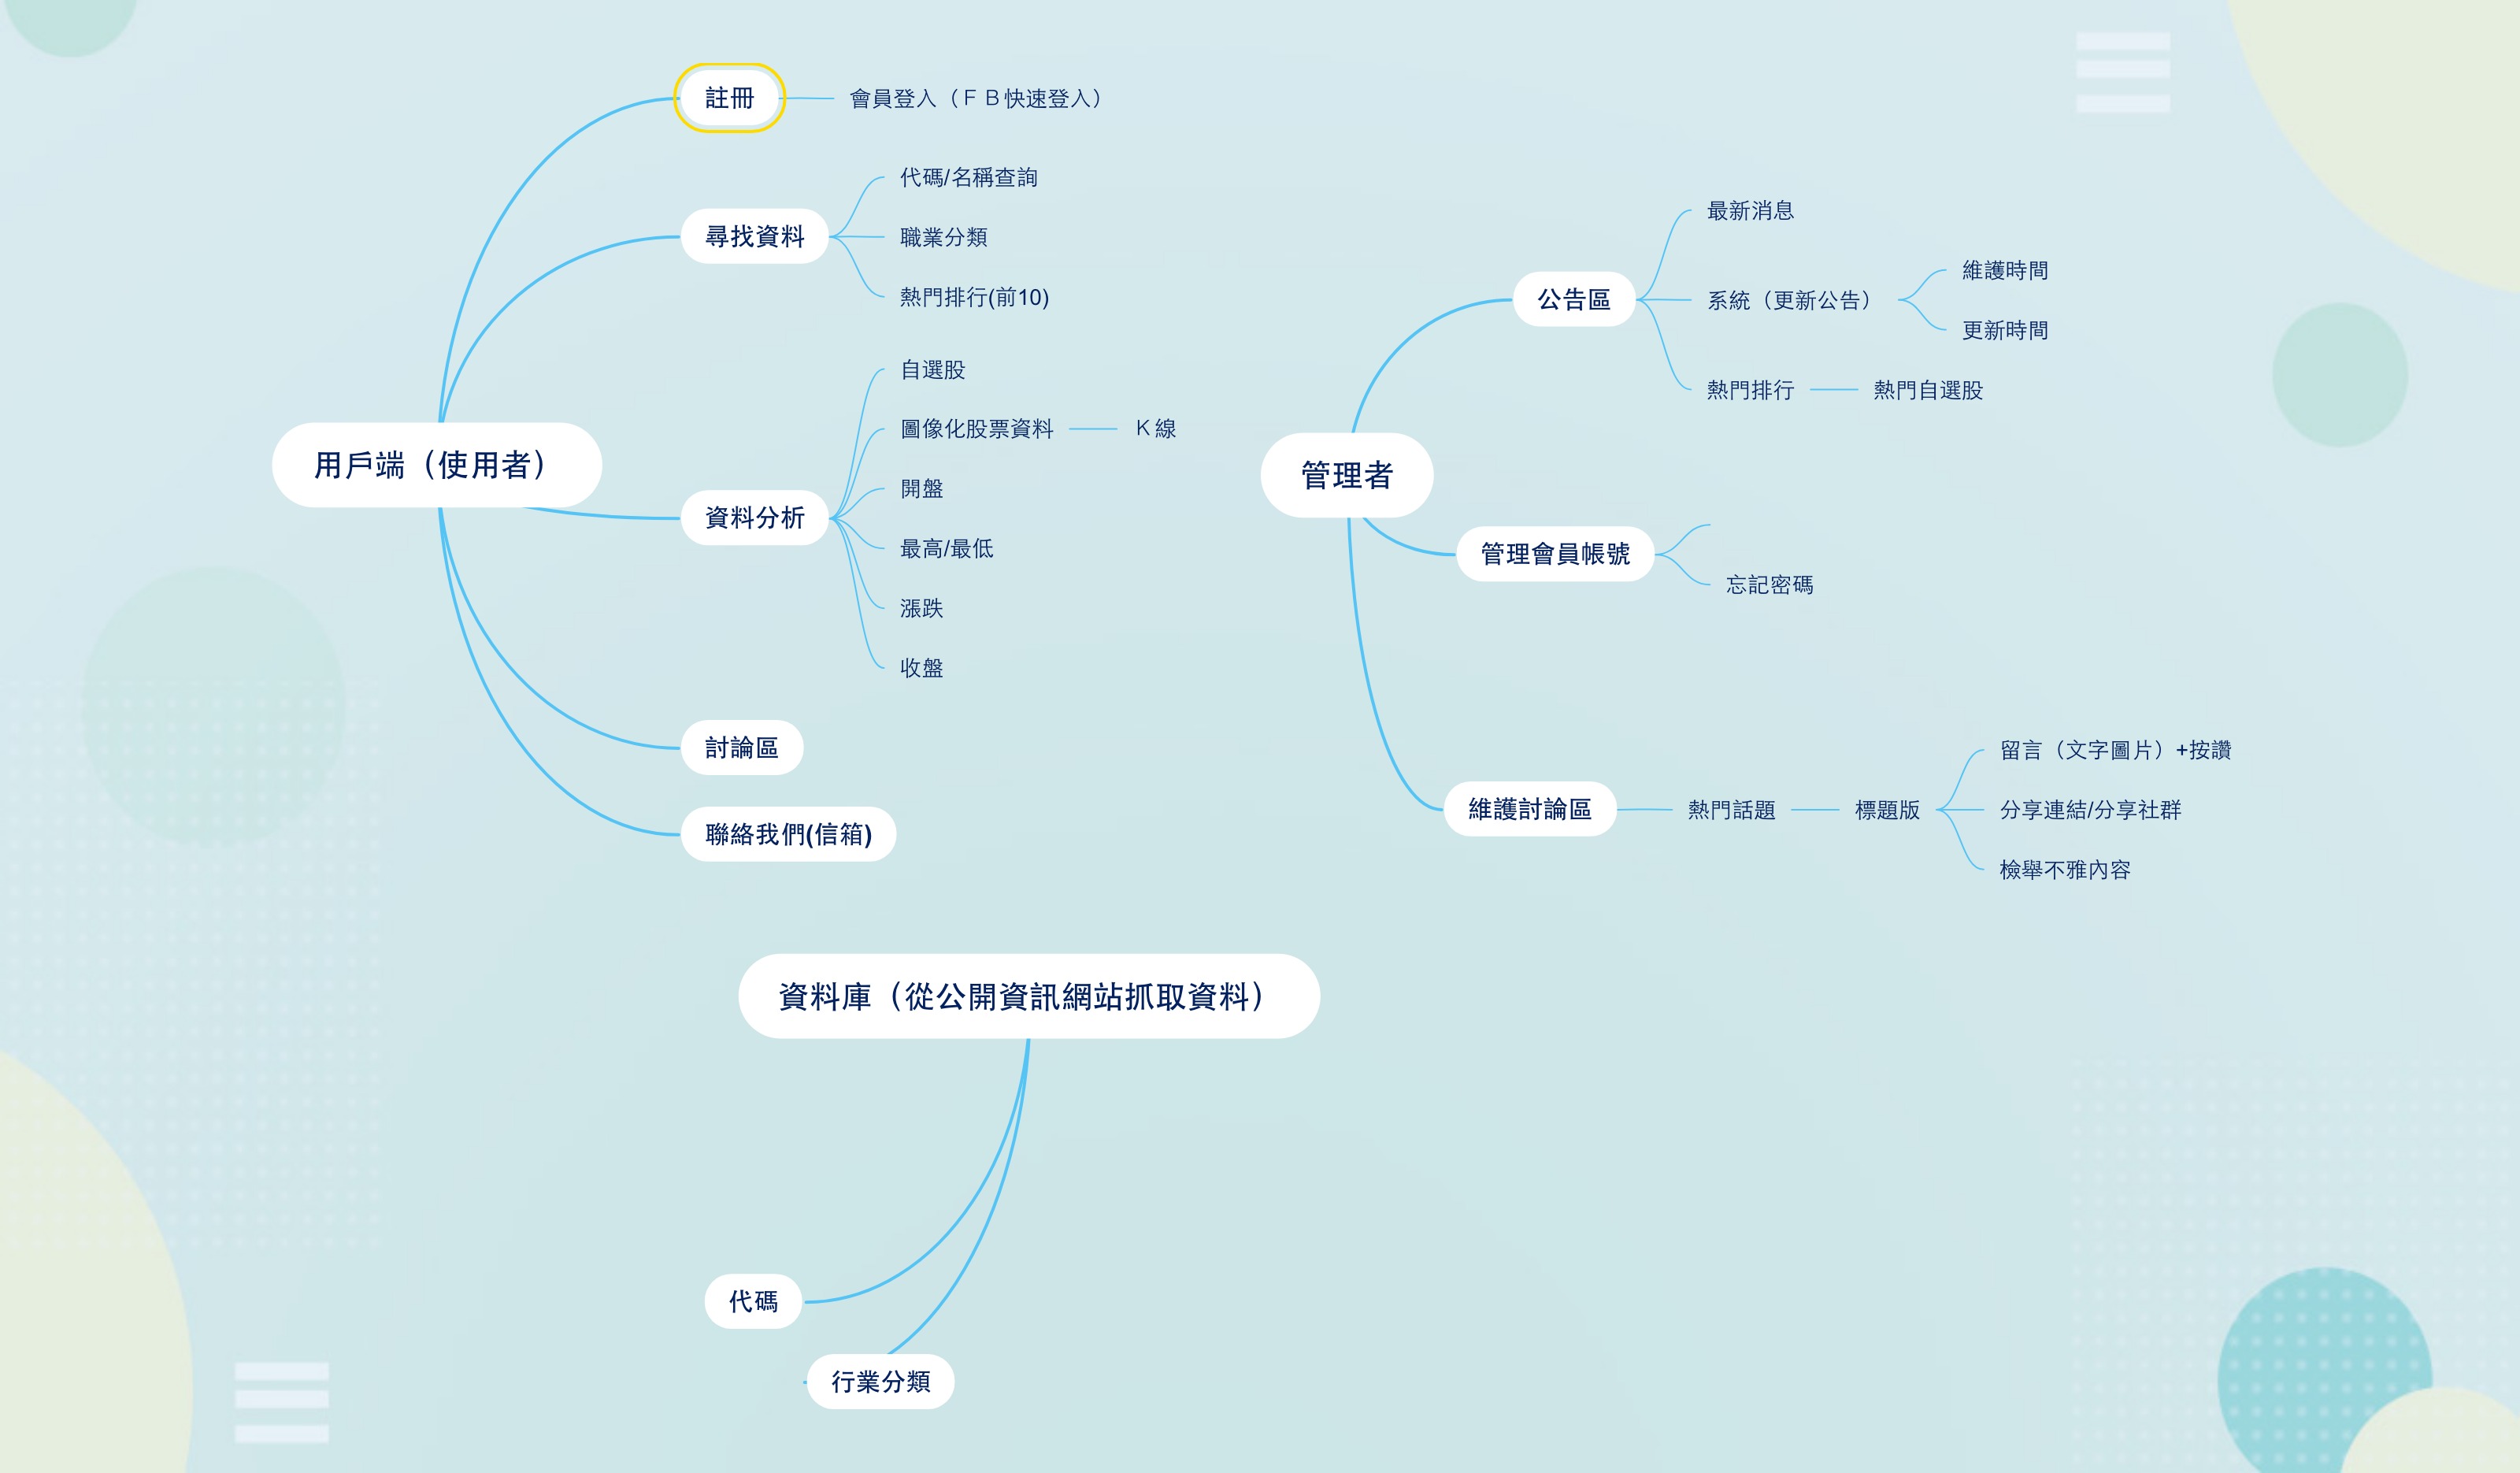 註冊
會員登入（ＦＢ快速登入）
尋找資料
代碼/名稱查詢
職業分類
熱門排行(前10)
用戶端（使用者）
資料分析
自選股
圖像化股票資料
Ｋ線
開盤
最高/最低
漲跌
收盤
討論區
聯絡我們(信箱)
管理者
公告區
最新消息
系統（更新公告）
維護時間
更新時間
熱門排行
熱門自選股
管理會員帳號
忘記密碼
維護討論區
熱門話題
標題版
留言（文字圖片）+按讚
分享連結/分享社群
檢舉不雅內容
資料庫（從公開資訊網站抓取資料）
代碼
行業分類